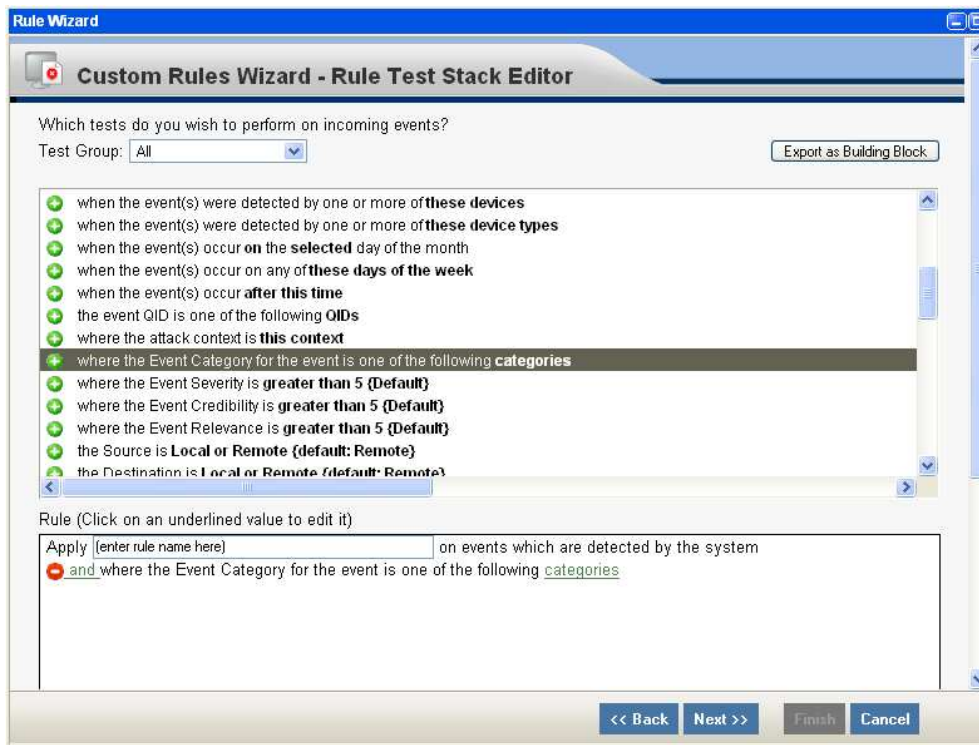 Rule Wizard
Custom Rules Wizard - Rule Test Stack Editor
Which tests do you wish to perform on incoming events?
Test Group: All
Export as Building Block
when the event(s) were detected by one or more of these devices
when the event(s) were detected by one or more of these device types
when the event(s) occur on the selected day of the month
when the event(s) occur on any of these days of the week
when the event(s) occur after this time
the event QID is one of the following QIDs
where the attack context is this context
where the Event Category for the event is one of the following categories
where the Event Severity is greater than 5 {Default}
where the Event Credibility is greater than 5 {Default}
where the Event Relevance is greater than 5 {Default}
the Source is Local or Remote {default: Remote}
the Destination is Local or Remote {default: Remote}
Rule (Click on an underlined value to edit it)
Apply [enter rule name here) on events which are detected by the system
and where the Event Category for the event is one of the following categories
<< Back Next >> Finish Cancel